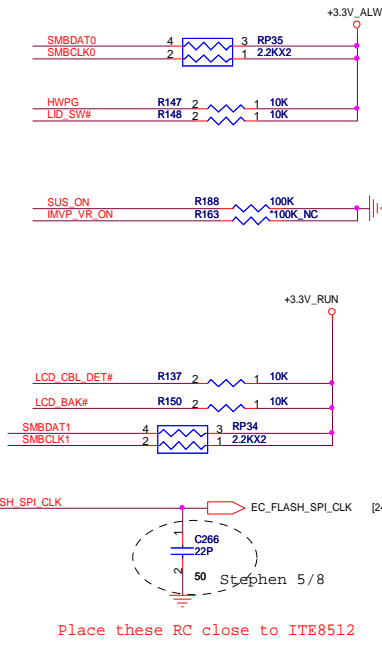 +3.3V_ALW
SMBDAT0 4 3 RP35
SMBCLK0 2 1 2.2KX2
HWPG R147 2 1 10K
LID_SW# R148 2 1 10K
SUS_ON R188 100K
IMVP_VR_ON R163 *100K_NC
+3.3V_RUN
LCD_CBL_DET# R137 2 1 10K
LCD_BAK# R150 2 1 10K
SMBDAT1 4 3 RP34
SMBCLK1 2 1 2.2KX2
SH_SPI_CLK EC_FLASH_SPI_CLK [24
1 C266
22P
2 50 Stephen 5/8
Place these RC close to ITE8512